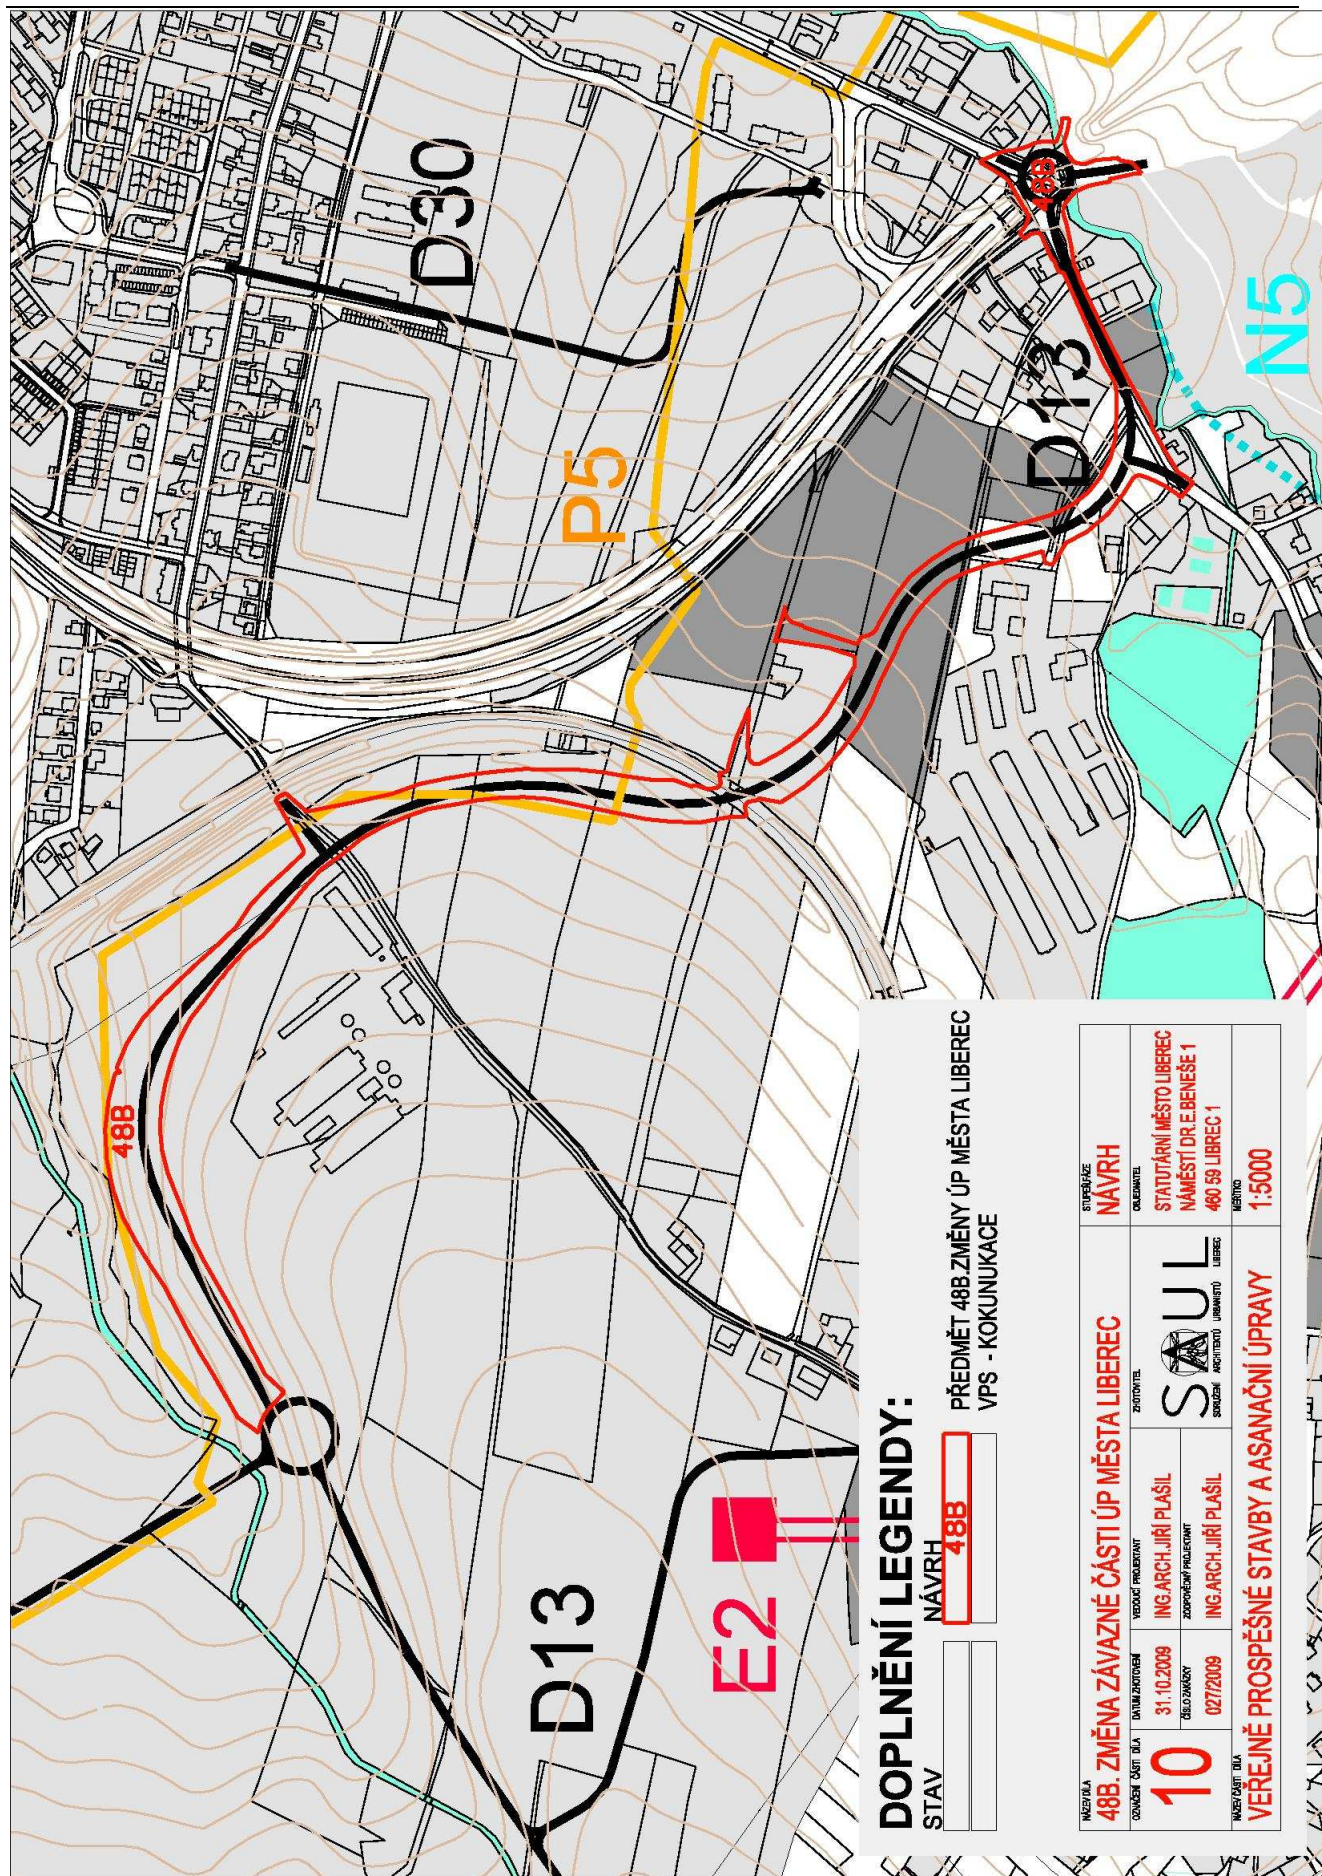 D30
P5
48B
D13
N5
48B
D13
E2
DOPLNĚNÍ LEGENDY:
STAV
NÁVRH
48B
PŘEDMĚT 48B.ZMĚNY ÚP MĚSTA LIBEREC
VPS - KOKUNUKACE
NÁZEV DÍLA
48B. ZMĚNA ZÁVAZNÉ ČÁSTI ÚP MĚSTA LIBEREC
STUPEŇ/FÁZE
NÁVRH
OZNAČENÍ ČÁSTI DÍLA
10
DATUM ZHOTOVENÍ
31.10.2009
ČÍSLO ZAKÁZKY
027/2009
VEDOUCÍ PROJEKTANT
ING.ARCH.JIŘÍ PLAŠIL
ZODPOVĚDNÝ PROJEKTANT
ING.ARCH.JIŘÍ PLAŠIL
ZHOTOVITEL
SAUL
SDRUŽENÍ ARCHITEKTŮ URBANISTŮ LIBEREC
OBJEDNATEL
STATUTÁRNÍ MĚSTO LIBEREC
NÁMĚSTÍ DR.E.BENEŠE 1
460 59 LIBREC 1
NÁZEV ČÁSTI DÍLA
VEŘEJNĚ PROSPĚŠNÉ STAVBY A ASANAČNÍ ÚPRAVY
MĚŘÍTKO
1:5000